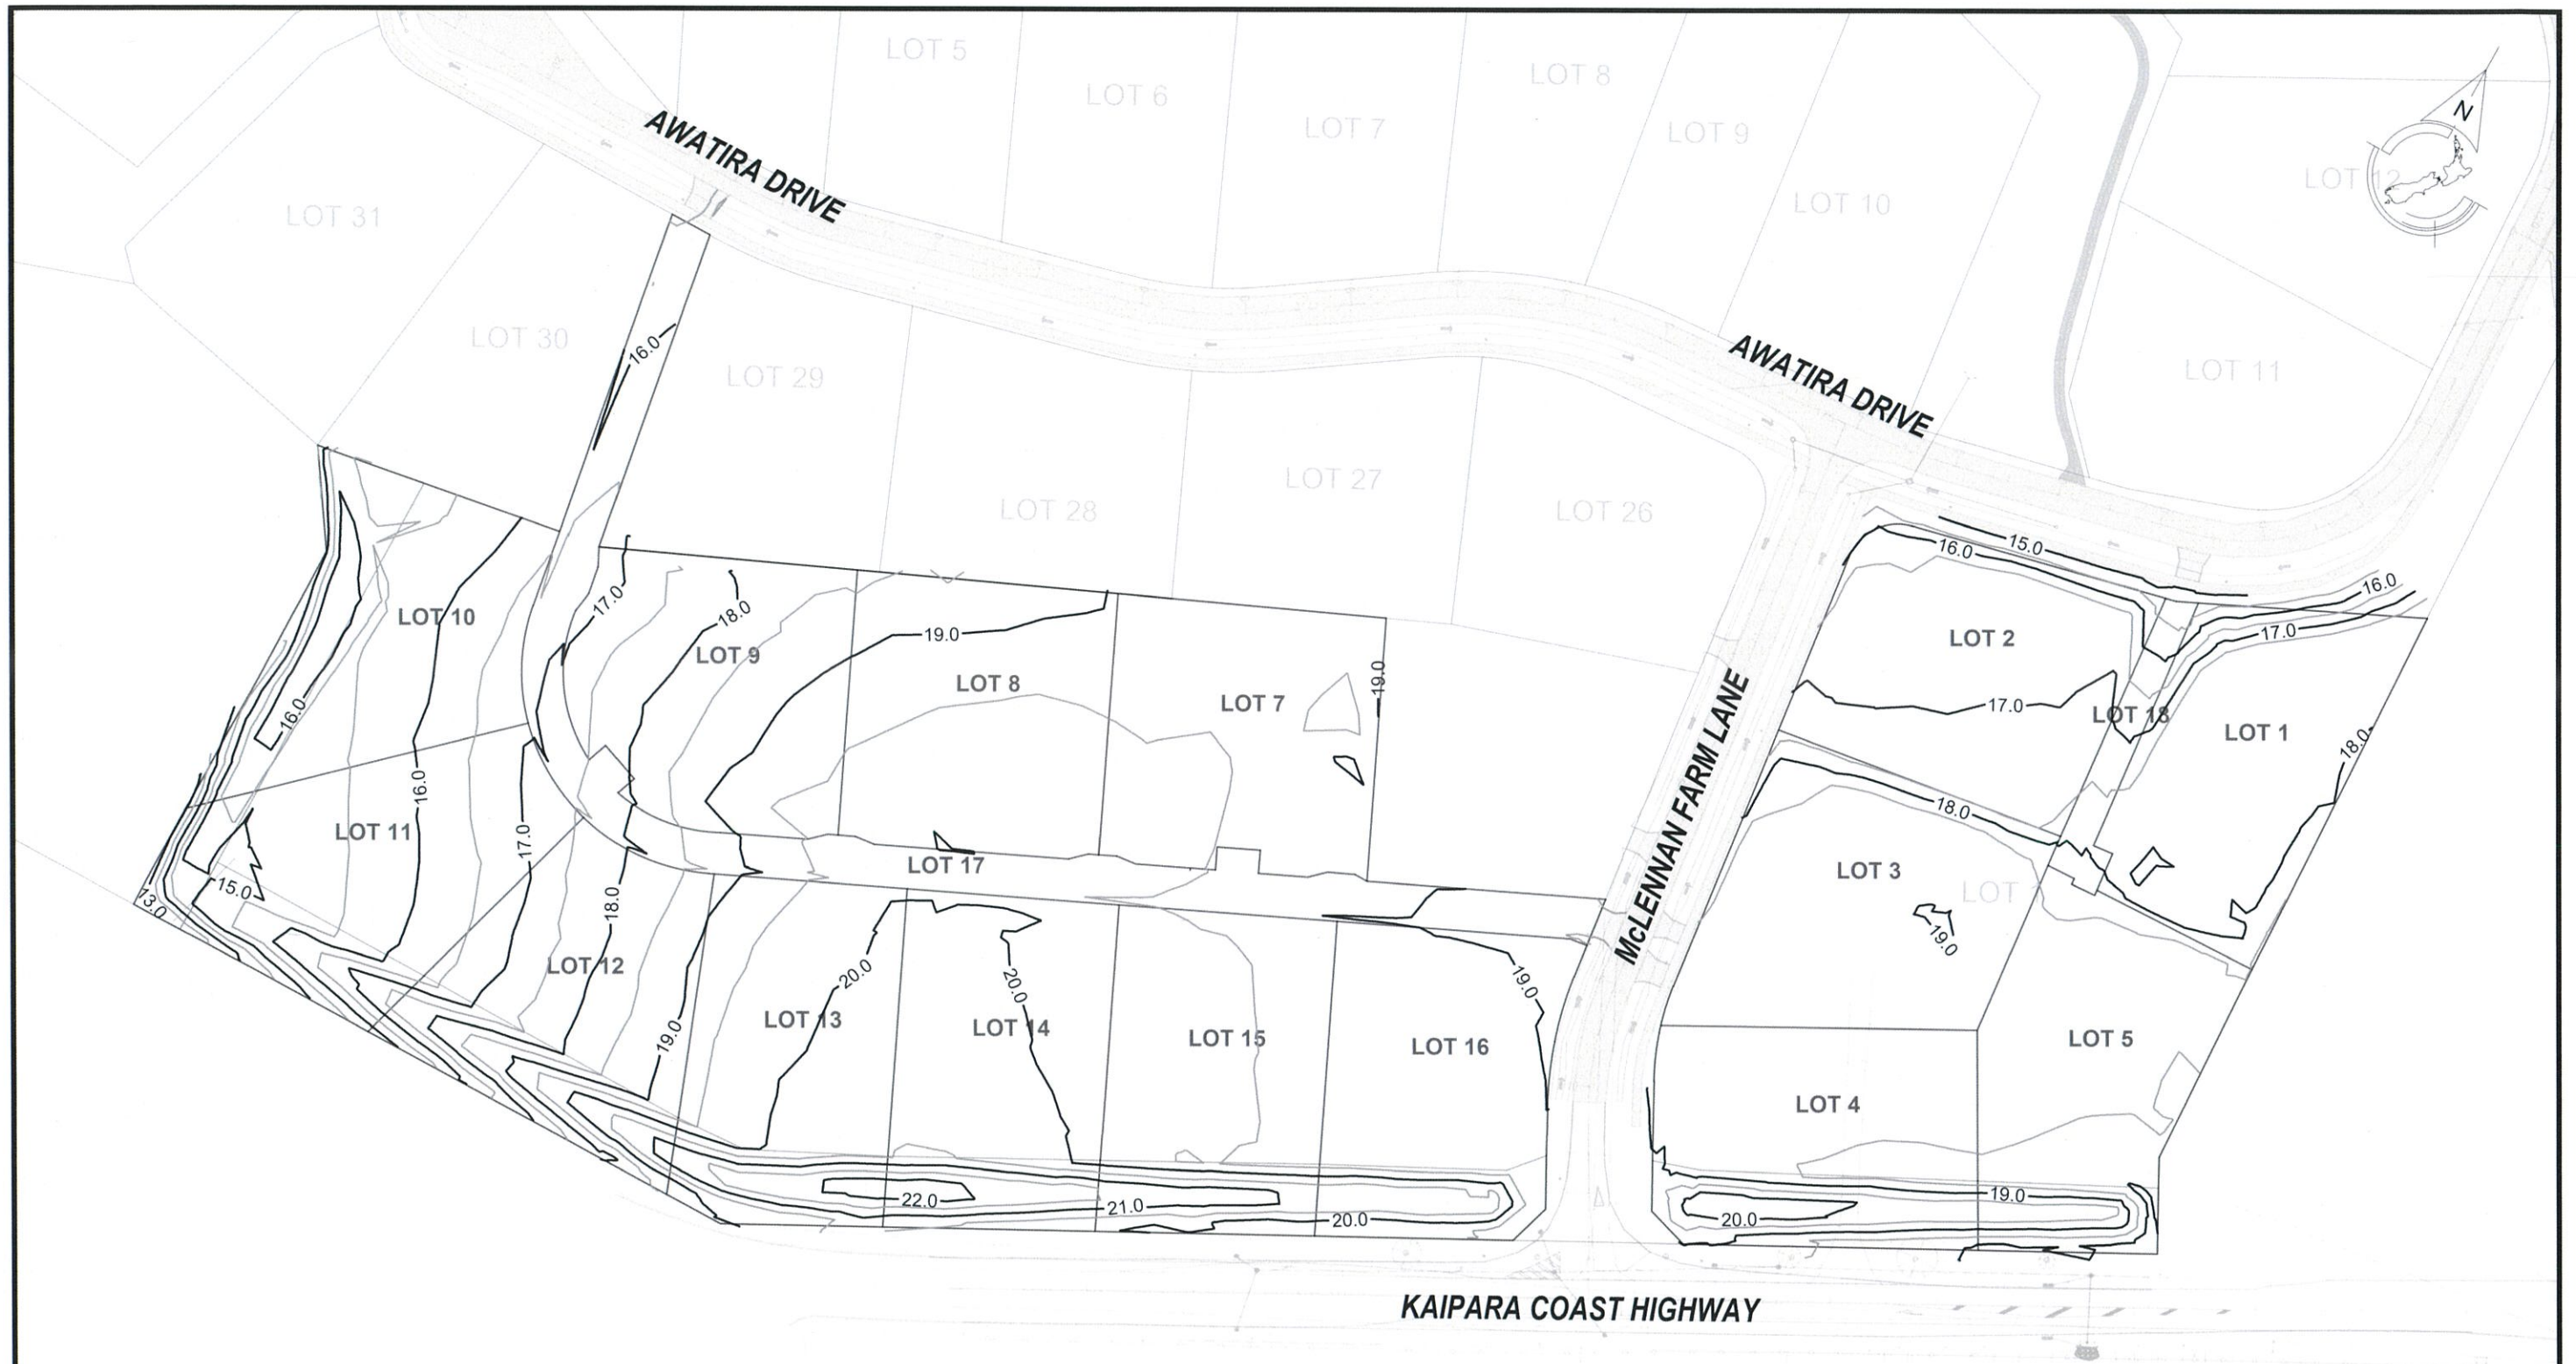 LOT 5
LOT 6
LOT 7
LOT 8
LOT 9
LOT 10
LOT 12
N
AWATIRA DRIVE
LOT 31
LOT 30
LOT 29
LOT 28
LOT 27
LOT 26
LOT 11
AWATIRA DRIVE
16.0
15.0
16.0
16.0
17.0
LOT 2
17.0
LOT 18
LOT 1
18.0
LOT 10
17.0
18.0
LOT 9
19.0
LOT 8
LOT 7
19.0
16.0
16.0
LOT 11
17.0
15.0
13.0
LOT 17
McLENNAN FARM LANE
18.0
LOT 3
LOT
19.0
18.0
LOT 12
19.0
LOT 13
20.0
20.0
LOT 14
LOT 15
LOT 16
19.0
LOT 5
LOT 4
22.0
21.0
20.0
20.0
19.0
KAIPARA COAST HIGHWAY